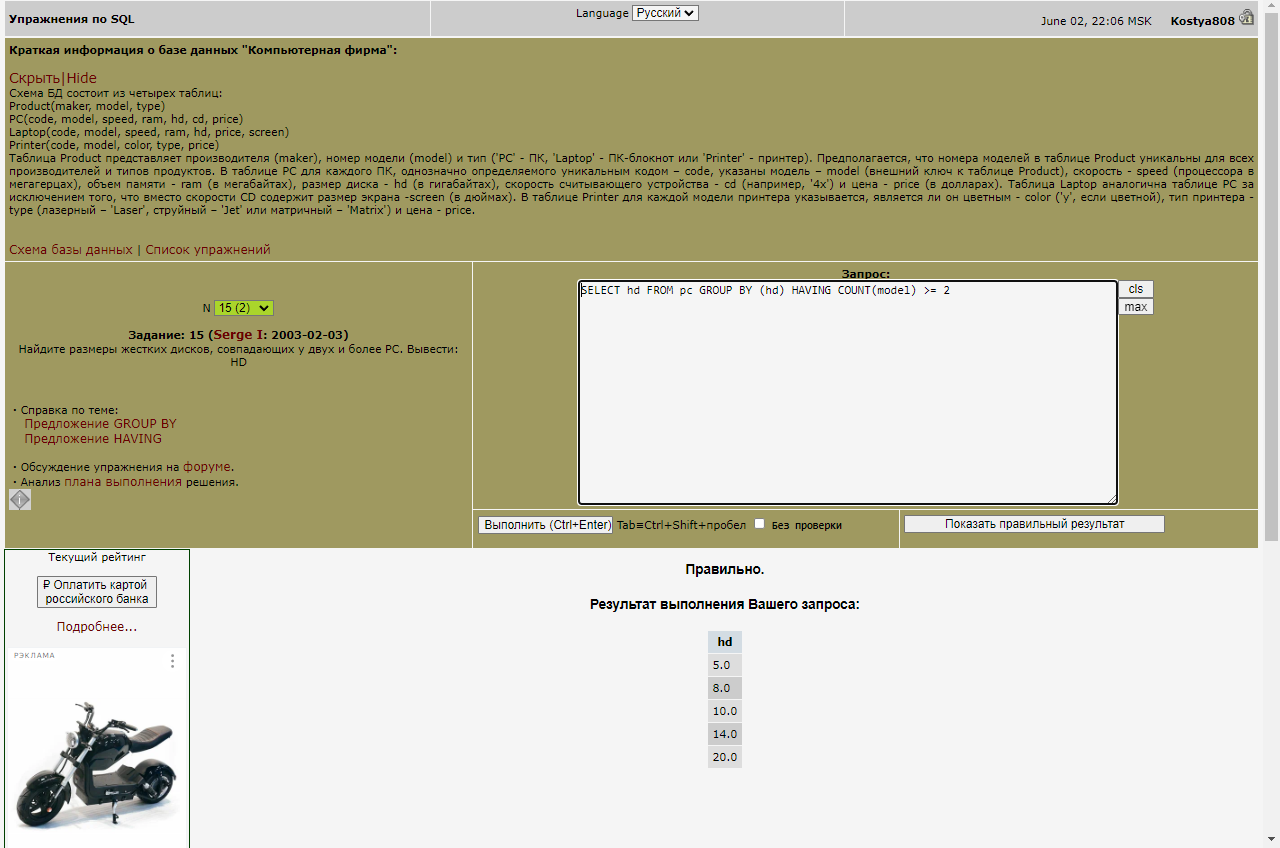 Упражнения по SQL
Language Русский
June 02, 22:06 MSK Kostya808
Краткая информация о базе данных "Компьютерная фирма":
Скрыть|Hide
Схема БД состоит из четырех таблиц:
Product(maker, model, type)
PC(code, model, speed, ram, hd, cd, price)
Laptop(code, model, speed, ram, hd, price, screen)
Printer(code, model, color, type, price)
Таблица Product представляет производителя (maker), номер модели (model) и тип ('PC' - ПК, 'Laptop' - ПК-блокнот или 'Printer' - принтер). Предполагается, что номера моделей в таблице Product уникальны для всех
производителей и типов продуктов. В таблице PC для каждого ПК, однозначно определяемого уникальным кодом – code, указаны модель – model (внешний ключ к таблице Product), скорость - speed (процессора в
мегагерцах), объем памяти - ram (в мегабайтах), размер диска - hd (в гигабайтах), скорость считывающего устройства - cd (например, '4x') и цена - price (в долларах). Таблица Laptop аналогична таблице РС за
исключением того, что вместо скорости CD содержит размер экрана -screen (в дюймах). В таблице Printer для каждой модели принтера указывается, является ли он цветным - color ('y', если цветной), тип принтера -
type (лазерный – 'Laser', струйный – 'Jet' или матричный – 'Matrix') и цена - price.
Схема базы данных | Список упражнений
N 15 (2)
Задание: 15 (Serge I: 2003-02-03)
Найдите размеры жестких дисков, совпадающих у двух и более PC. Вывести:
HD
· Справка по теме:
Предложение GROUP BY
Предложение HAVING
· Обсуждение упражнения на форуме.
· Анализ плана выполнения решения.
Запрос:
SELECT hd FROM pc GROUP BY (hd) HAVING COUNT(model) >= 2
cls
max
Выполнить (Ctrl+Enter) Tab≡Ctrl+Shift+пробел Без проверки
Показать правильный результат
Текущий рейтинг
₽ Оплатить картой
российского банка
Подробнее...
РЭКЛАМА
Правильно.
Результат выполнения Вашего запроса:
hd
5.0
8.0
10.0
14.0
20.0